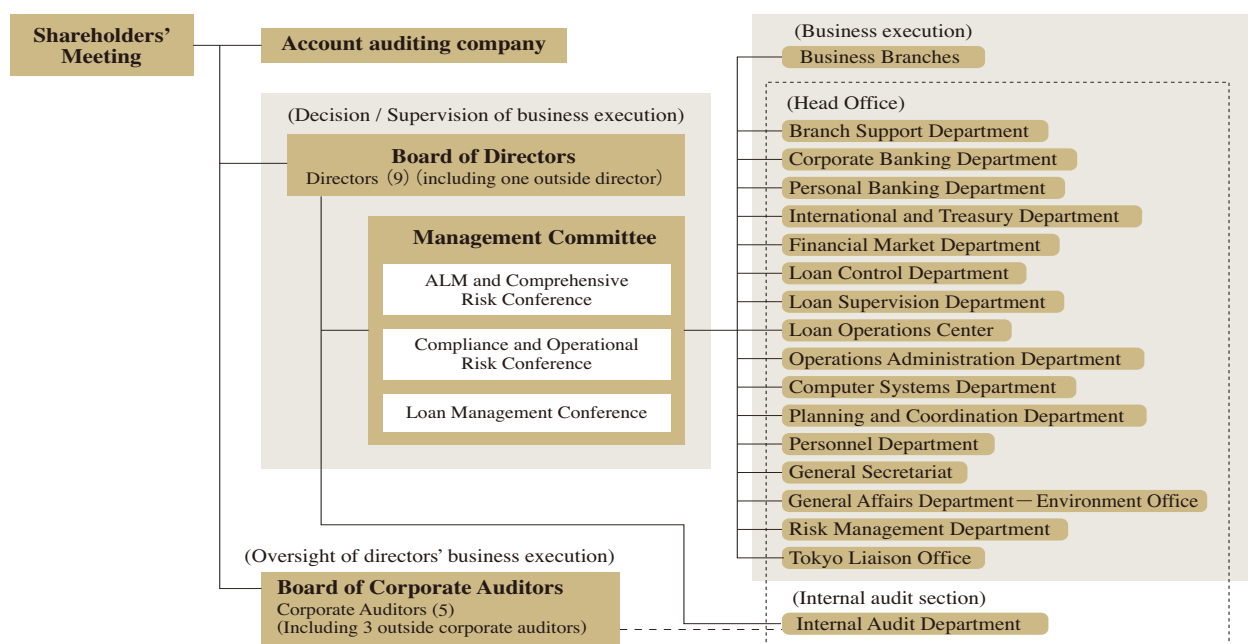 Shareholders'
Meeting
Account auditing company
(Decision / Supervision of business execution)
Board of Directors
Directors (9) (including one outside director)
Management Committee
ALM and Comprehensive
Risk Conference
Compliance and Operational
Risk Conference
Loan Management Conference
(Oversight of directors' business execution)
Board of Corporate Auditors
Corporate Auditors (5)
(Including 3 outside corporate auditors)
(Business execution)
Business Branches
(Head Office)
Branch Support Department
Corporate Banking Department
Personal Banking Department
International and Treasury Department
Financial Market Department
Loan Control Department
Loan Supervision Department
Loan Operations Center
Operations Administration Department
Computer Systems Department
Planning and Coordination Department
Personnel Department
General Secretariat
General Affairs Department—Environment Office
Risk Management Department
Tokyo Liaison Office
(Internal audit section)
Internal Audit Department